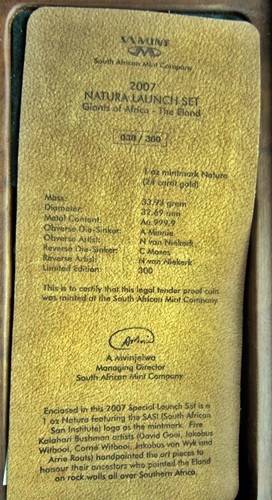 SA MINT
South African Mint Company
2007
NATURA LAUNCH SET
Giants of Africa - The Eland
030 / 300
1 oz mintmark Natura
(24 carat gold)
Mass: 33.93 gram
Diameter: 32.69 mm
Metal Content: Au 999.9
Obverse Die-Sinker: A Minnie
Obverse Artist: N van Niekerk
Reverse Die-Sinker: C Moses
Reverse Artist: N van Niekerk
Limited Edition: 300
This is to certify that this legal tender proof coin
was minted at the South African Mint Company
A Mvinjelwa
Managing Director
South African Mint Company
Enclosed in this 2007 Special Launch Set is a
1 oz Natura featuring the SASI (South African
San Institute) logo as the mintmark. Five
Kalahari Bushman artists (David Gooi, Jakobus
Witbooi, Corné Witbooi, Jakobus van Wyk and
Arrie Raats) handpainted the art pieces to
honour their ancestors who painted the Eland
on rock walls all over Southern Africa.